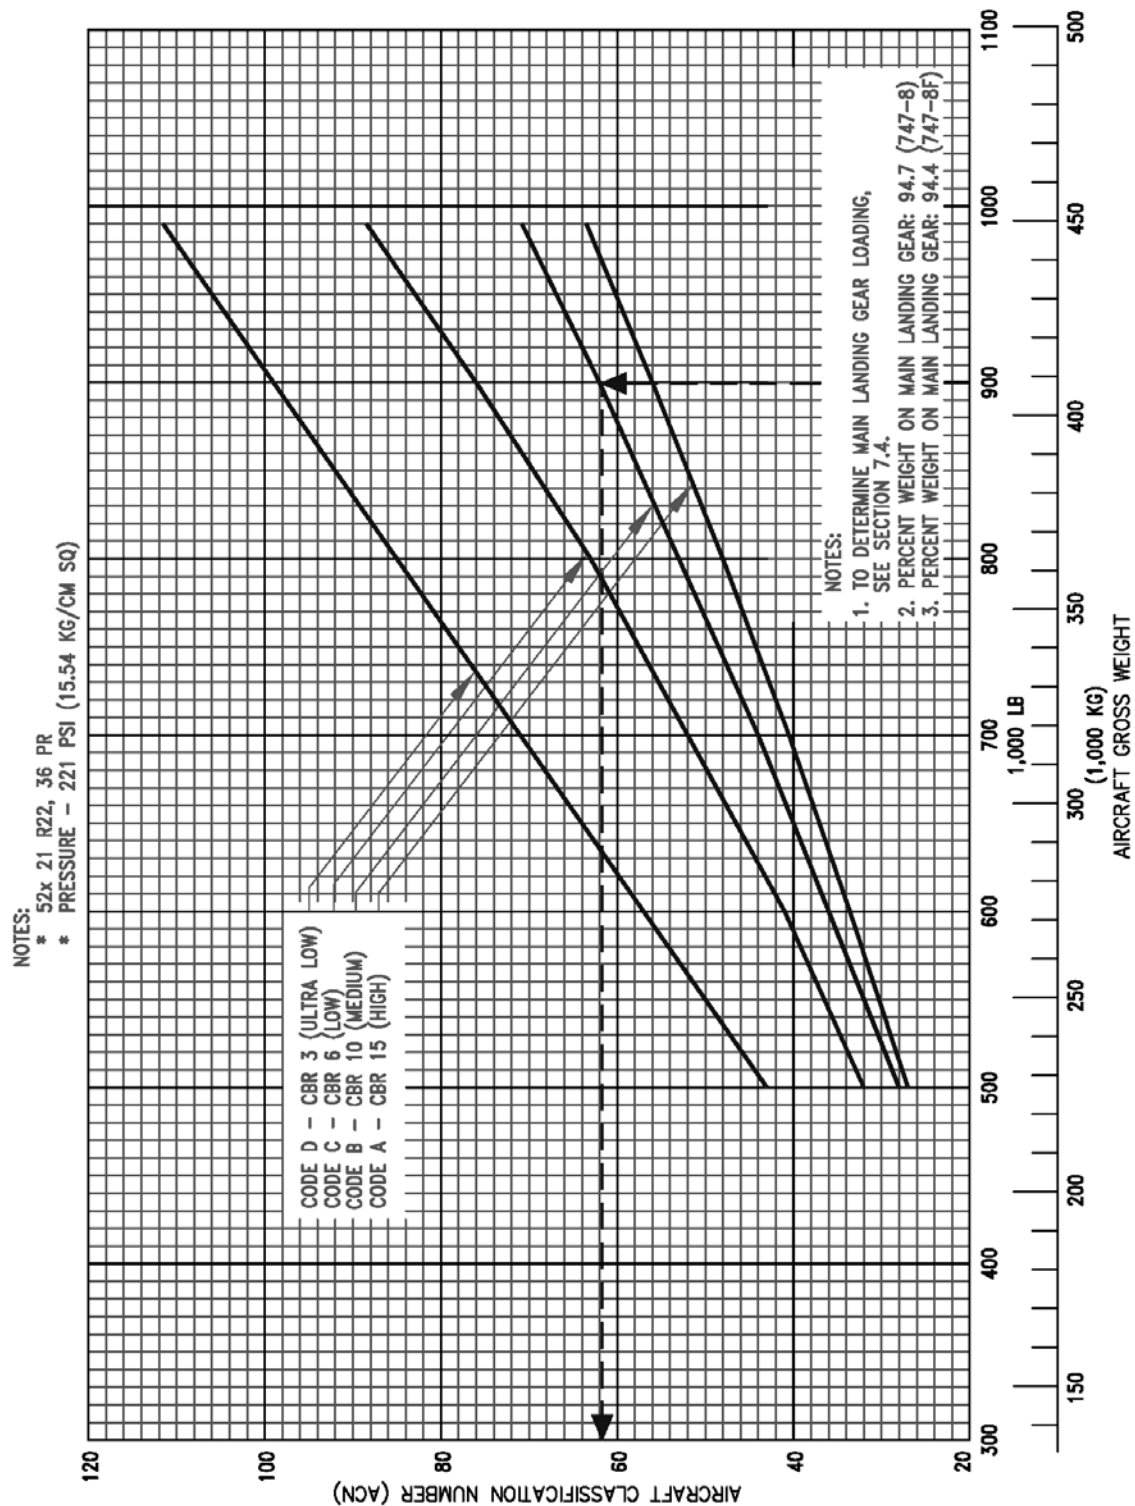 NOTES:
* 52x 21 R22, 36 PR
* PRESSURE - 221 PSI (15.54 KG/CM SQ)
120
100
80
60
40
20
AIRCRAFT CLASSIFICATION NUMBER (ACN)
CODE D - CBR 3 (ULTRA LOW)
CODE C - CBR 6 (LOW)
CODE B - CBR 10 (MEDIUM)
CODE A - CBR 15 (HIGH)
NOTES:
1. TO DETERMINE MAIN LANDING GEAR LOADING,
SEE SECTION 7.4.
2. PERCENT WEIGHT ON MAIN LANDING GEAR: 94.7 (747-8)
3. PERCENT WEIGHT ON MAIN LANDING GEAR: 94.4 (747-8F)
300 400 500 600 700 800 900 1000 1100
1,000 LB
150 200 250 300 350 400 450 500
(1,000 KG)
AIRCRAFT GROSS WEIGHT